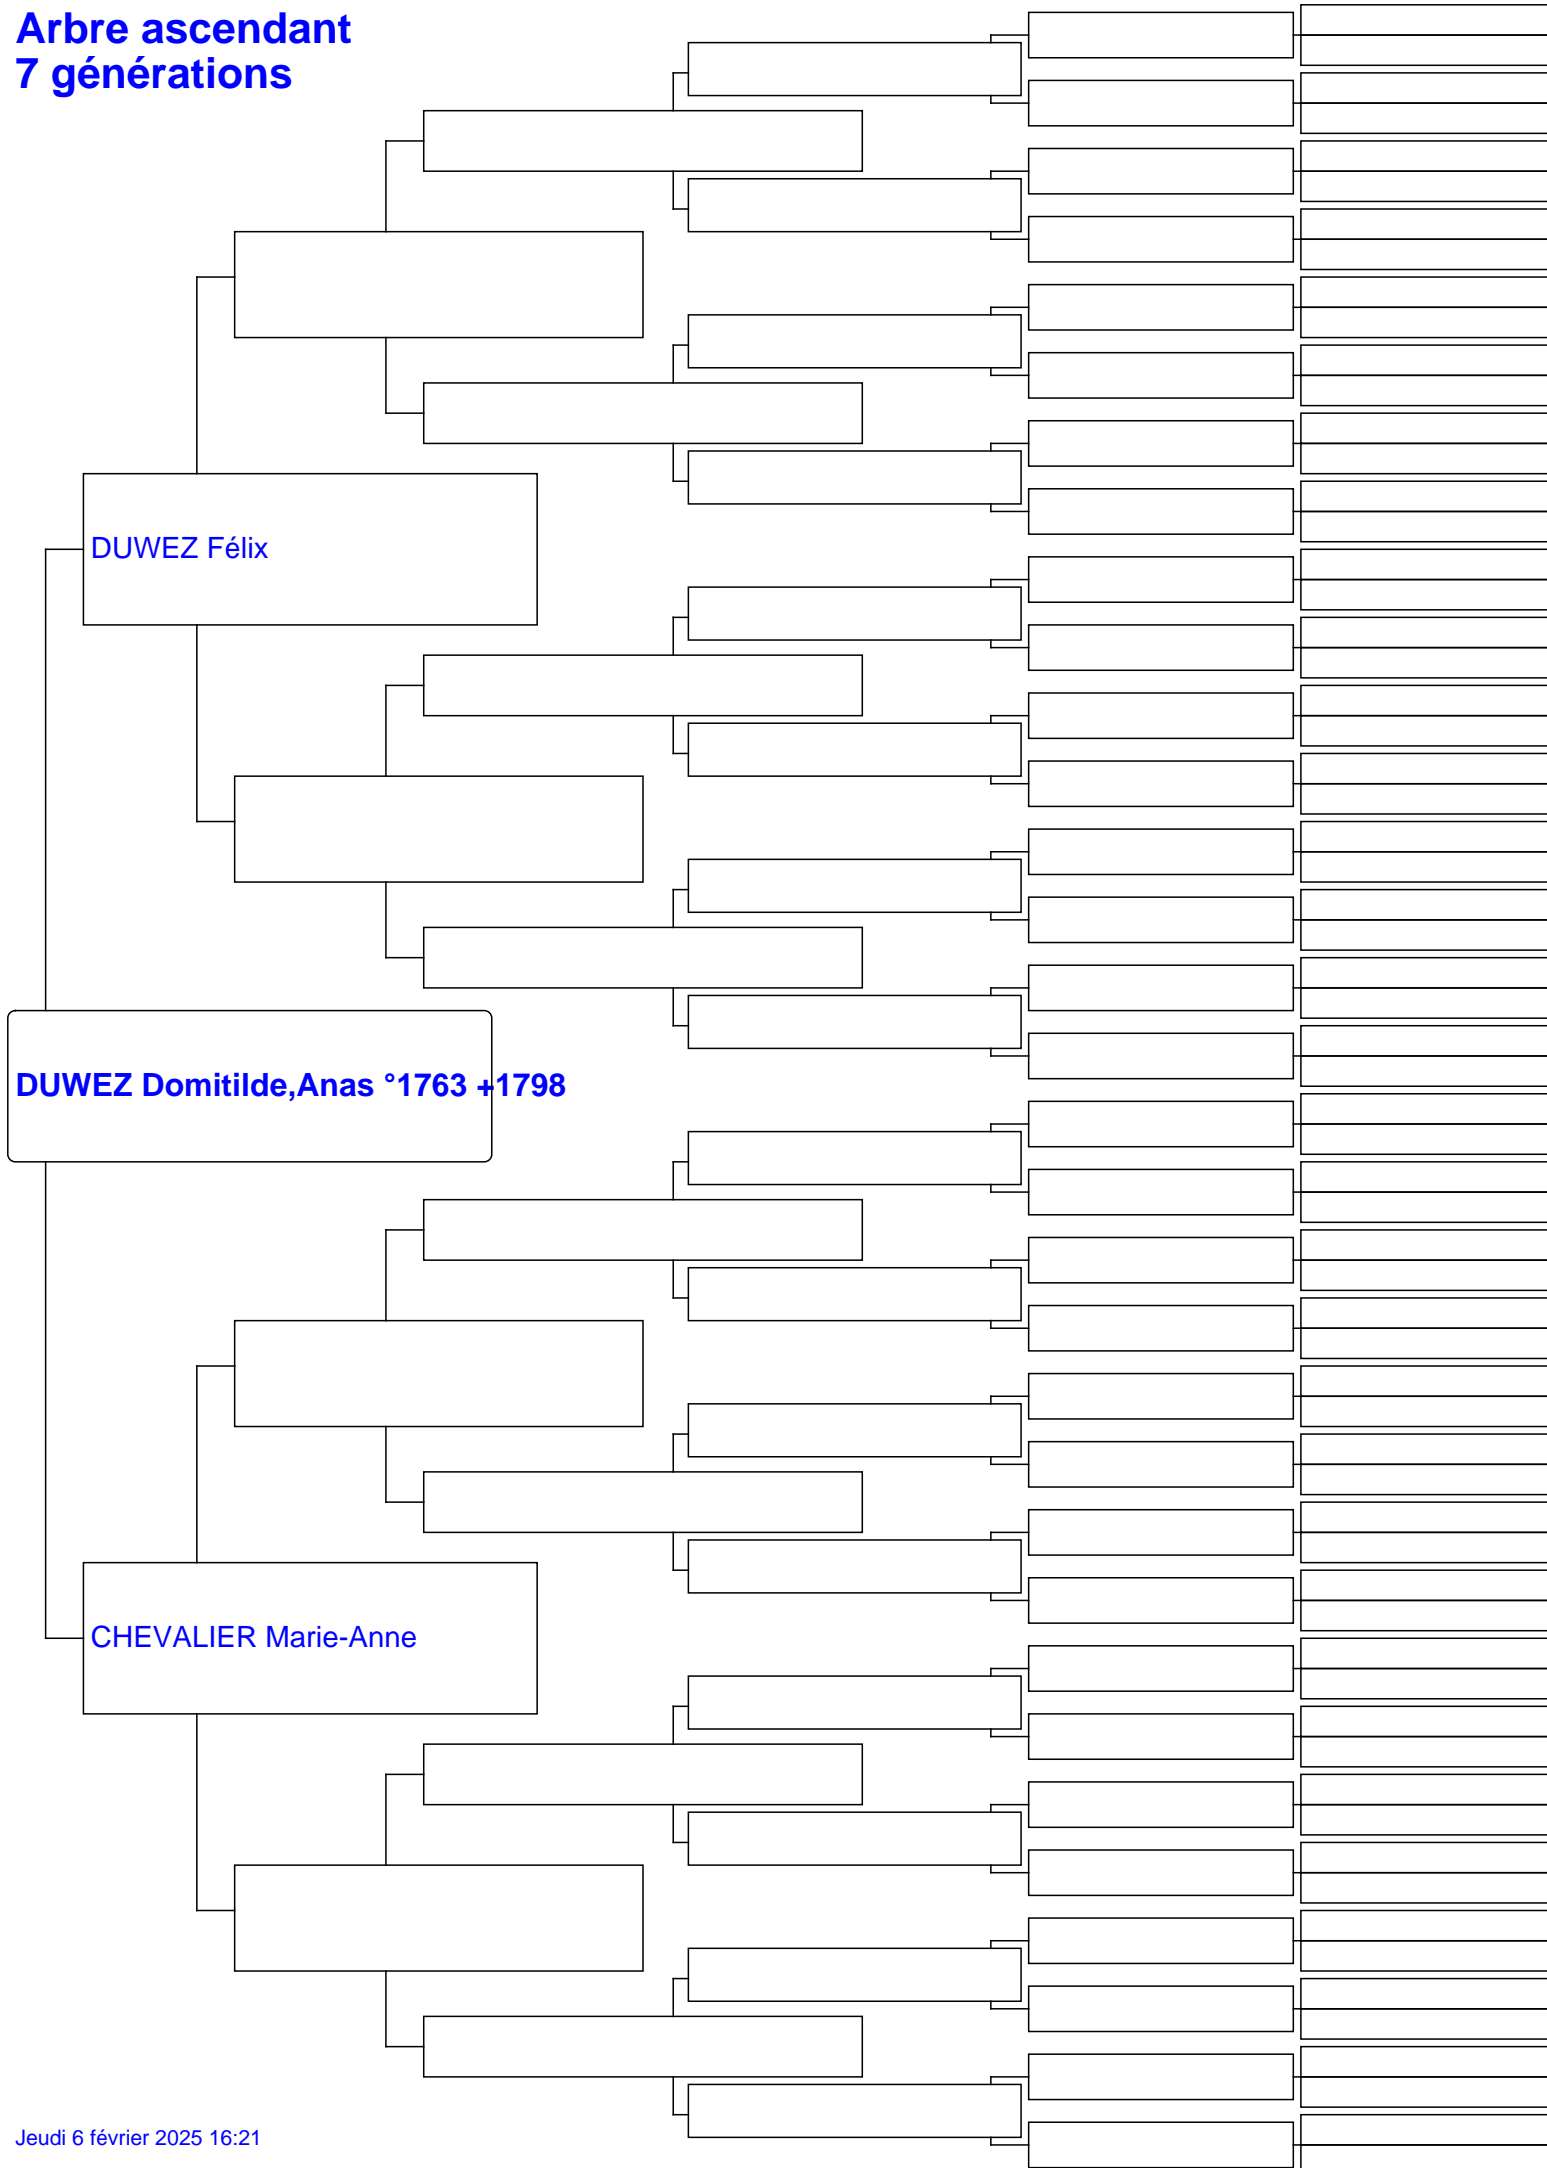 Arbre ascendant
7 générations
DUWEZ Félix
DUWEZ Domitilde,Anas °1763 +1798
CHEVALIER Marie-Anne
Jeudi 6 février 2025 16:21